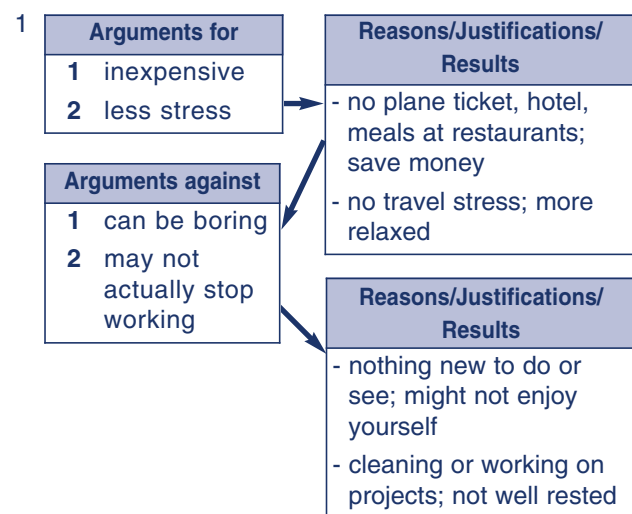 1
Arguments for
1 inexpensive
2 less stress
Reasons/Justifications/
Results
- no plane ticket, hotel,
meals at restaurants;
save money
- no travel stress; more
relaxed
Arguments against
1 can be boring
2 may not
actually stop
working
Reasons/Justifications/
Results
- nothing new to do or
see; might not enjoy
yourself
- cleaning or working on
projects; not well rested